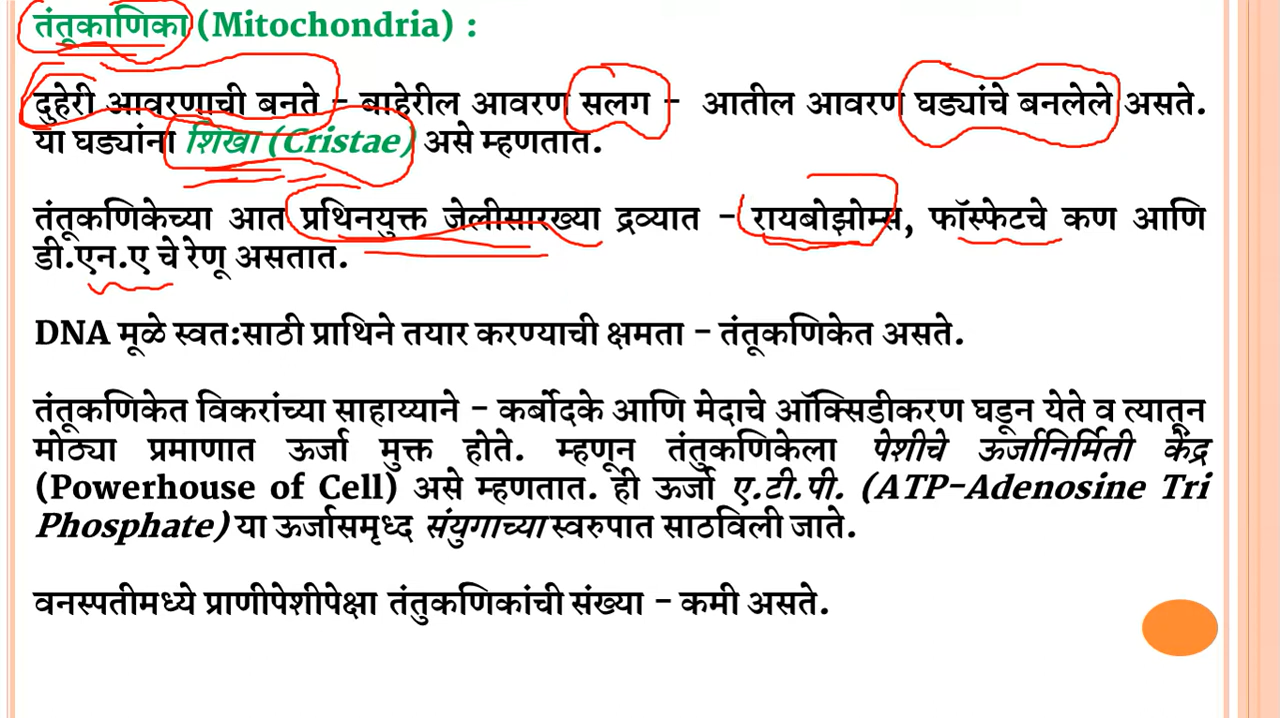 तंतूकाणिका (Mitochondria) :
दुहेरी आवरणाची बनते - बाहेरील आवरण सलग - आतील आवरण घड्यांचे बनलेले असते.
या घड्यांना शिखा (Cristae) असे म्हणतात.
तंतूकणिकेच्या आत प्रथिनयुक्त जेलीसारख्या द्रव्यात - रायबोझोम्स, फॉस्फेटचे कण आणि
डी.एन.ए चे रेणू असतात.
DNA मूळे स्वत:साठी प्राथिने तयार करण्याची क्षमता - तंतूकणिकेत असते.
तंतूकणिकेत विकरांच्या साहाय्याने - कर्बोदके आणि मेदाचे ऑक्सिडीकरण घडून येते व त्यातून
मोठ्या प्रमाणात ऊर्जा मुक्त होते. म्हणून तंतुकणिकेला पेशीचे ऊर्जानिर्मिती केंद्र
(Powerhouse of Cell) असे म्हणतात. ही ऊर्जो ए.टी.पी. (ATP-Adenosine Tri
Phosphate) या ऊर्जासमृध्द संयुगाच्या स्वरुपात साठविली जाते.
वनस्पतीमध्ये प्राणीपेशीपेक्षा तंतुकणिकांची संख्या - कमी असते.